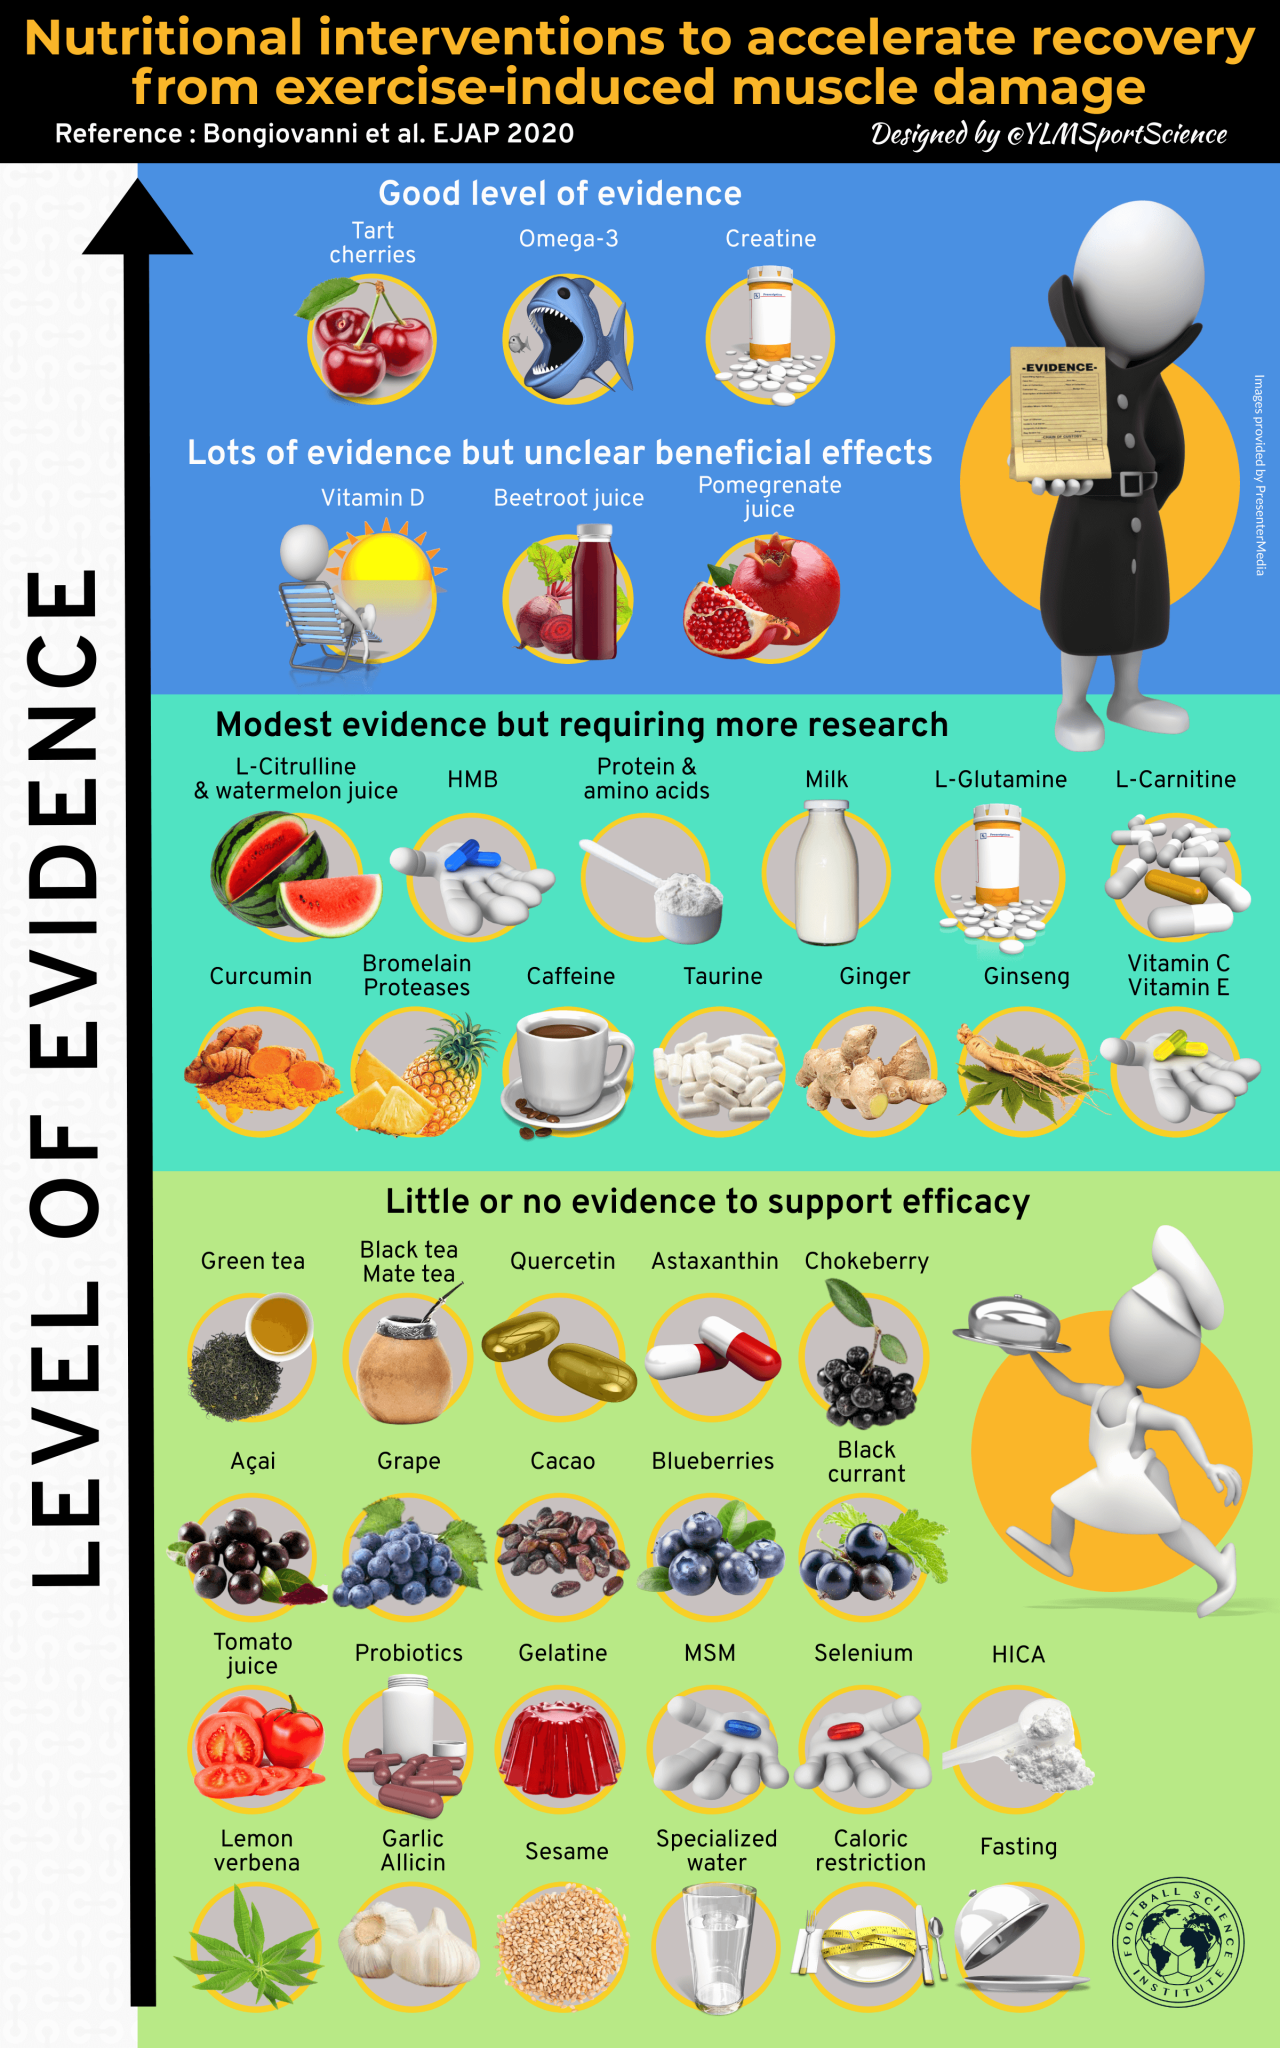 Nutritional interventions to accelerate recovery
from exercise-induced muscle damage
Reference : Bongiovanni et al. EJAP 2020
Designed by @YLMSportScience
LEVEL OF EVIDENCE
Good level of evidence
Tart
cherries
Omega-3
Creatine
-EVIDENCE-
CHAIN OF CUSTODY
Images provided by PresenterMedia
Lots of evidence but unclear beneficial effects
Vitamin D
Beetroot juice
Pomegrenate
juice
Modest evidence but requiring more research
L-Citrulline
& watermelon juice
HMB
Protein &
amino acids
Milk
L-Glutamine
L-Carnitine
Curcumin
Bromelain
Proteases
Caffeine
Taurine
Ginger
Ginseng
Vitamin C
Vitamin E
Little or no evidence to support efficacy
Green tea
Black tea
Mate tea
Quercetin
Astaxanthin
Chokeberry
Açai
Grape
Cacao
Blueberries
Black
currant
Tomato
juice
Probiotics
Gelatine
MSM
Selenium
HICA
Lemon
verbena
Garlic
Allicin
Sesame
Specialized
water
Caloric
restriction
Fasting
FOOTBALL SCIENCE
INSTITUTE